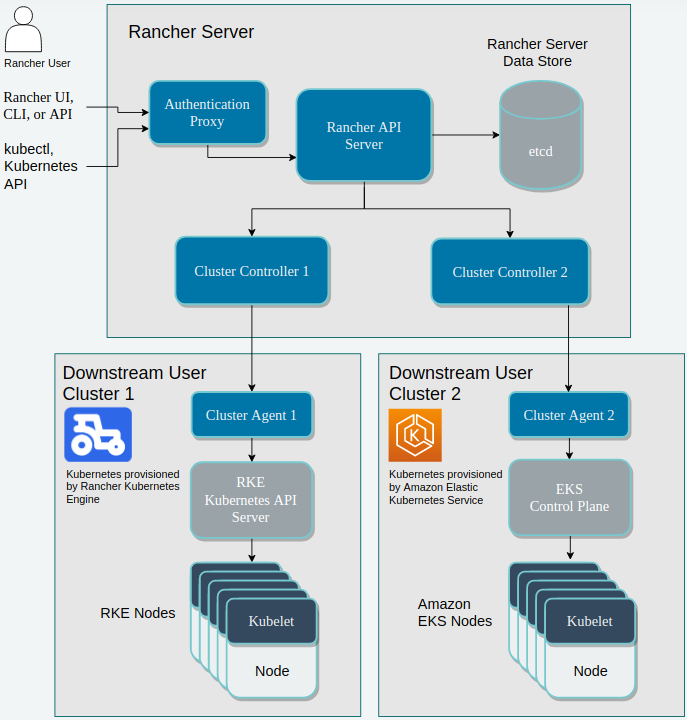 Rancher Server
Rancher User
Rancher Server
Data Store
Rancher UI,
CLI, or API
Authentication
Proxy
Rancher API
Server
etcd
kubectl,
Kubernetes
API
Cluster Controller 1
Cluster Controller 2
Downstream User
Cluster 1
Cluster Agent 1
Kubernetes provisioned
by Rancher Kubernetes
Engine
RKE
Kubernetes API
Server
RKE Nodes
Kubelet
Node
Downstream User
Cluster 2
Cluster Agent 2
K
Kubernetes provisioned
by Amazon Elastic
Kubernetes Service
EKS
Control Plane
Amazon
EKS Nodes
Kubelet
Node